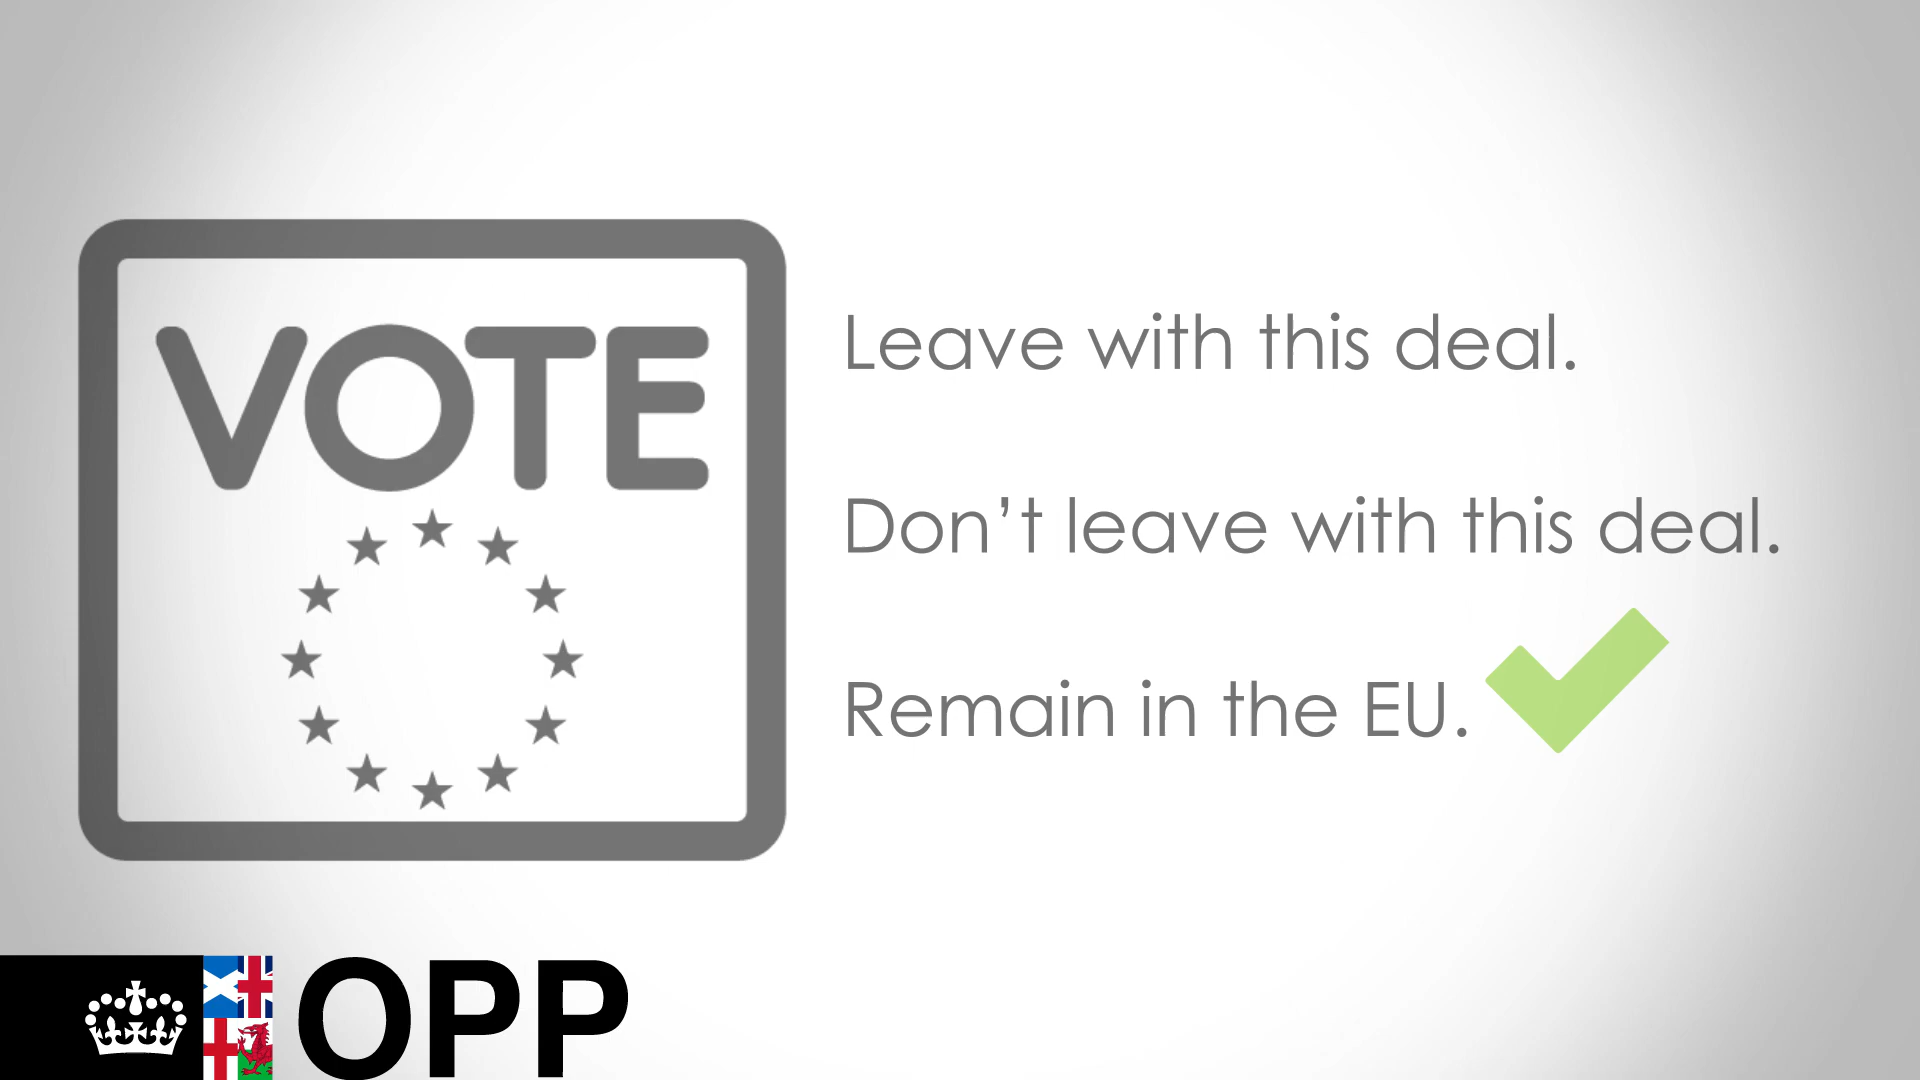 VOTE
Leave with this deal.
Don’t leave with this deal.
Remain in the EU.
OPP